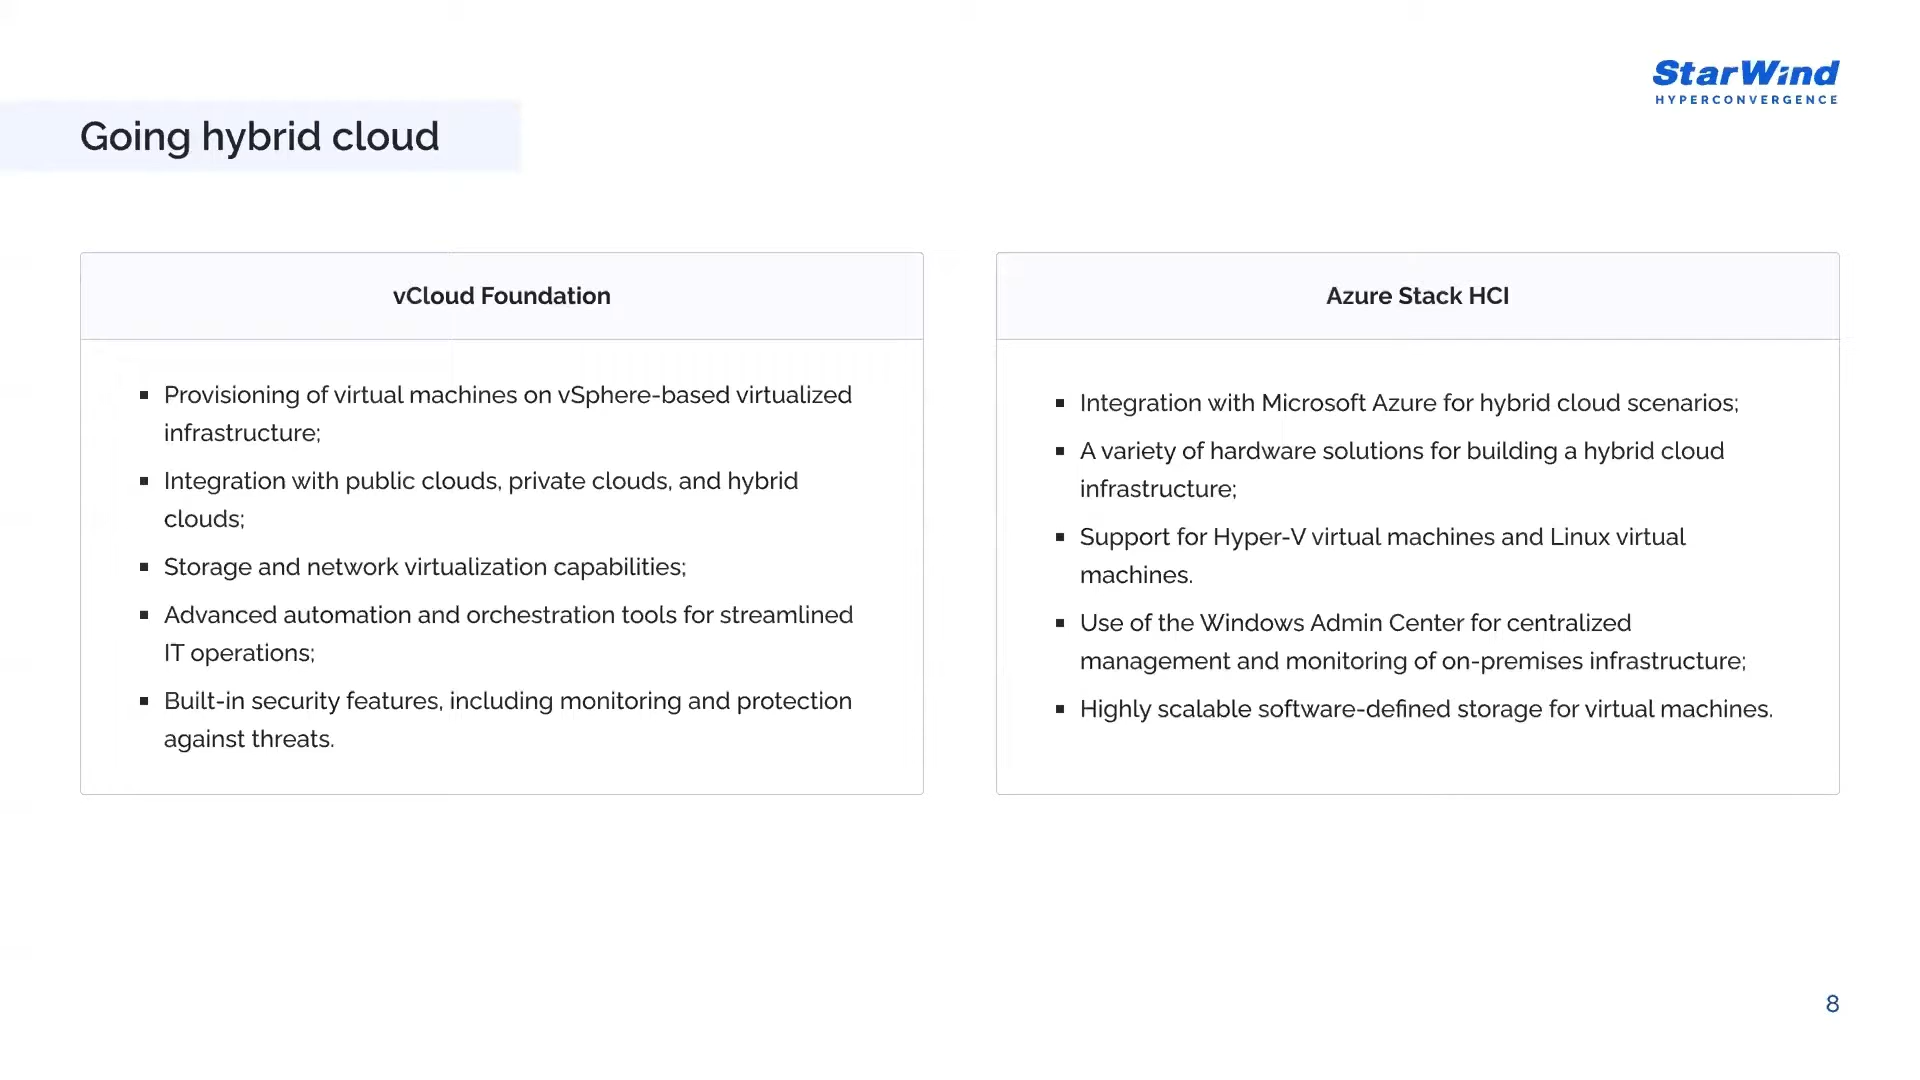 StarWind
HYPERCONVERGENCE
Going hybrid cloud
vCloud Foundation
▪ Provisioning of virtual machines on vSphere-based virtualized
infrastructure;
▪ Integration with public clouds, private clouds, and hybrid
clouds;
▪ Storage and network virtualization capabilities;
▪ Advanced automation and orchestration tools for streamlined
IT operations;
▪ Built-in security features, including monitoring and protection
against threats.
Azure Stack HCI
▪ Integration with Microsoft Azure for hybrid cloud scenarios;
▪ A variety of hardware solutions for building a hybrid cloud
infrastructure;
▪ Support for Hyper-V virtual machines and Linux virtual
machines.
▪ Use of the Windows Admin Center for centralized
management and monitoring of on-premises infrastructure;
▪ Highly scalable software-defined storage for virtual machines.
8